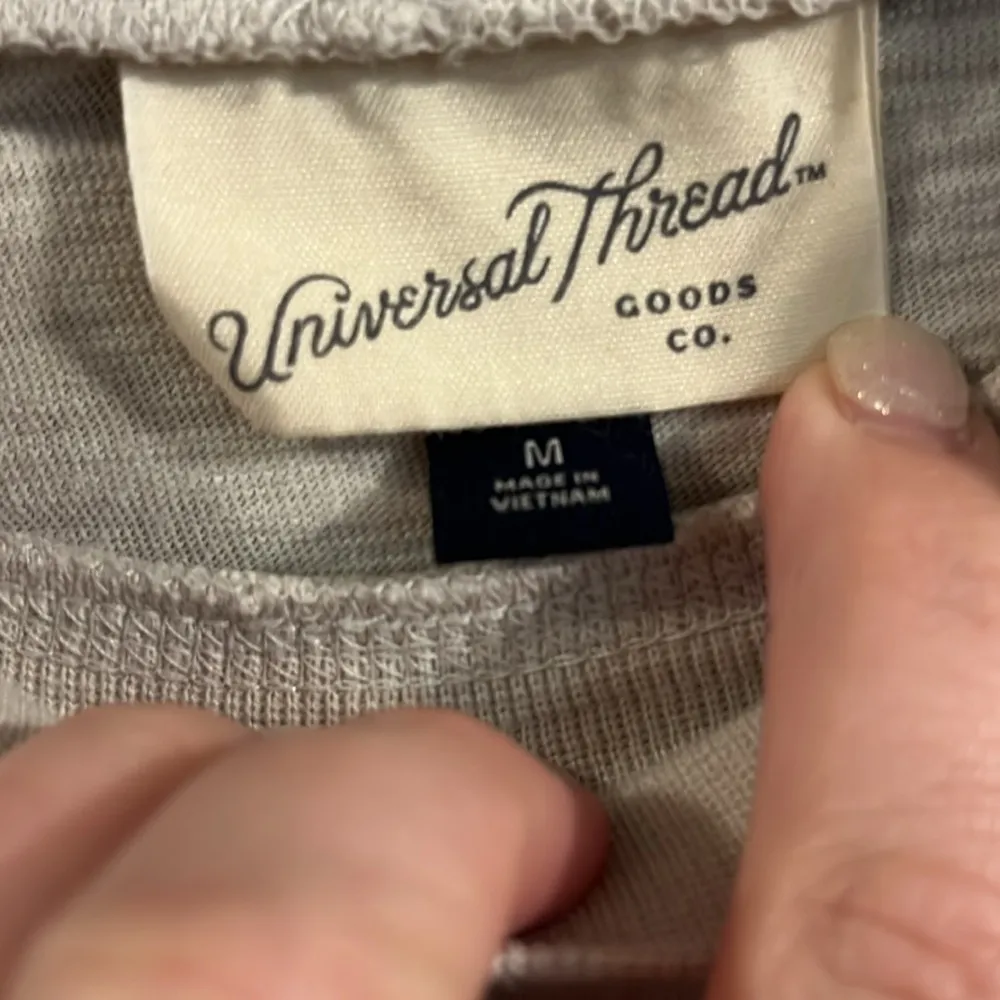 Universal Thread™
GOODS
CO.
M
MADE IN
VIETNAM